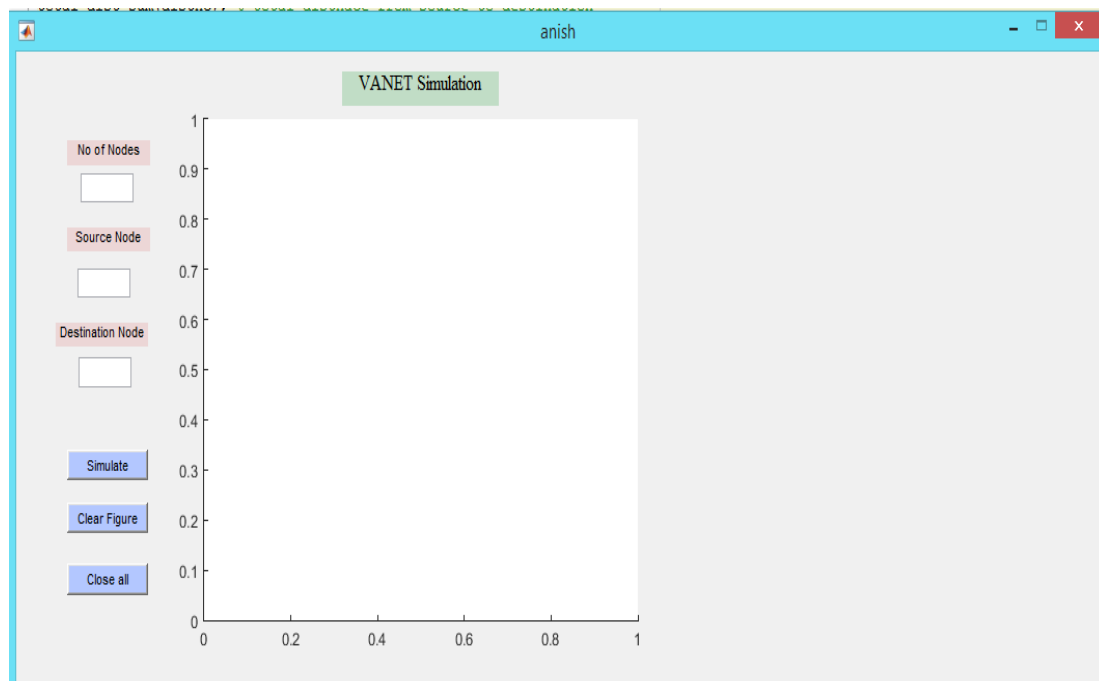 anish
VANET Simulation
No of Nodes
Source Node
Destination Node
Simulate
Clear Figure
Close all
1
0.9
0.8
0.7
0.6
0.5
0.4
0.3
0.2
0.1
0
0 0.2 0.4 0.6 0.8 1